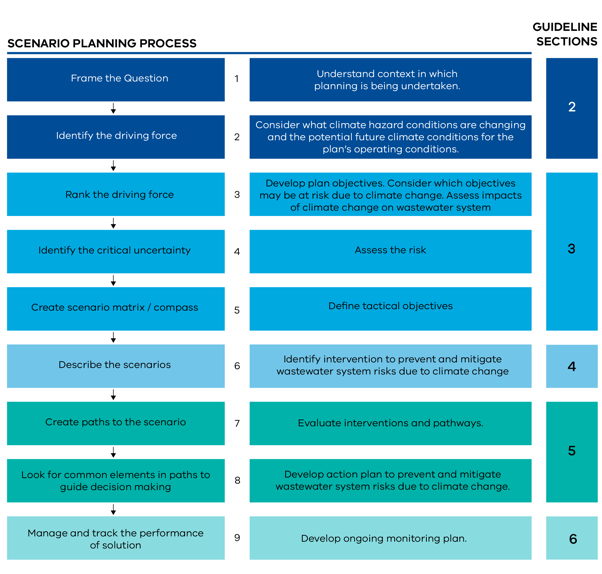 SCENARIO PLANNING PROCESS
GUIDELINE
SECTIONS
Frame the Question
1
Understand context in which
planning is being undertaken.
2
Identify the driving force
2
Consider what climate hazard conditions are changing
and the potential future climate conditions for the
plan's operating conditions.
Rank the driving force
3
Develop plan objectives. Consider which objectives
may be at risk due to climate change. Assess impacts
of climate change on wastewater system
3
Identify the critical uncertainty
4
Assess the risk
Create scenario matrix / compass
5
Define tactical objectives
Describe the scenarios
6
Identify intervention to prevent and mitigate
wastewater system risks due to climate change
4
Create paths to the scenario
7
Evaluate interventions and pathways.
5
Look for common elements in paths to
guide decision making
8
Develop action plan to prevent and mitigate
wastewater system risks due to climate change.
Manage and track the performance
of solution
9
Develop ongoing monitoring plan.
6